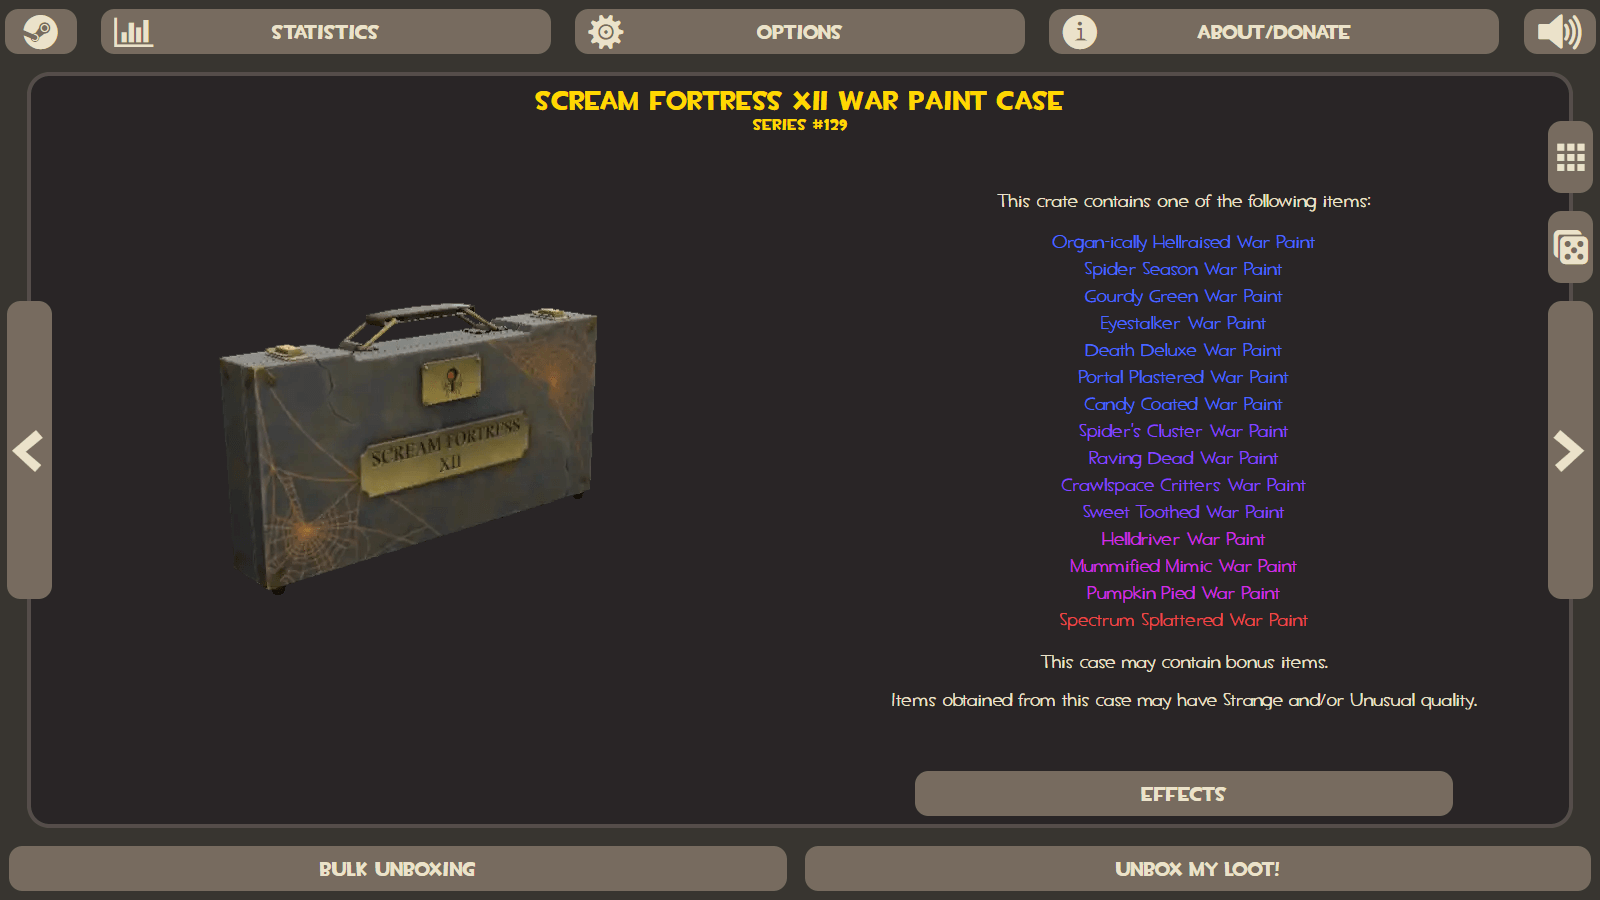 STATISTICS
OPTIONS
ABOUT/DONATE
SCREAM FORTRESS XII WAR PAINT CASE
SERIES #129
This crate contains one of the following items:
Organ-ically Hellraised War Paint
Spider Season War Paint
Gourdy Green War Paint
Eyestalker War Paint
Death Deluxe War Paint
Portal Plastered War Paint
Candy Coated War Paint
Spider's Cluster War Paint
Raving Dead War Paint
Crawlspace Critters War Paint
Sweet Toothed War Paint
Helldriver War Paint
Mummified Mimic War Paint
Pumpkin Pied War Paint
Spectrum Splattered War Paint
This case may contain bonus items.
Items obtained from this case may have Strange and/or Unusual quality.
SCREAM FORTRESS
XII
EFFECTS
BULK UNBOXING
UNBOX MY LOOT!